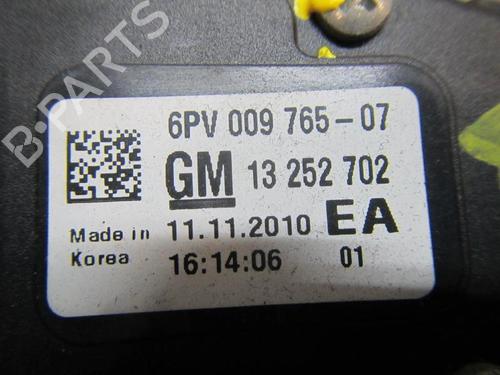 B-PARTS
6PV 009 765-07
GM 13 252 702
Made in 11.11.2010 EA
Korea 16:14:06 01